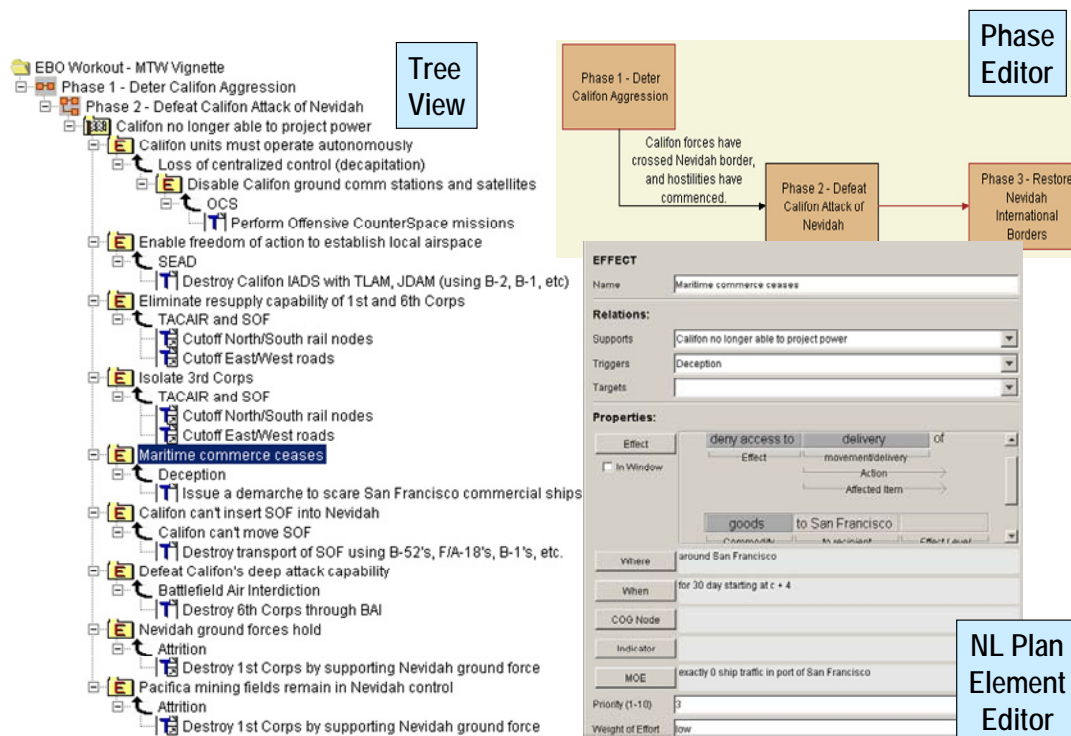 Tree
View
EBO Workout - MTW Vignette
Phase 1 - Deter Califon Aggression
Phase 2 - Defeat Califon Attack of Nevidah
Califon no longer able to project power
Califon units must operate autonomously
Loss of centralized control (decapitation)
Disable Califon ground comm stations and satellites
OCS
Perform Offensive CounterSpace missions
Enable freedom of action to establish local airspace
SEAD
Destroy Califon IADS with TLAM, JDAM (using B-2, B-1, etc)
Eliminate resupply capability of 1st and 6th Corps
TACAIR and SOF
Cutoff North/South rail nodes
Cutoff East/West roads
Isolate 3rd Corps
TACAIR and SOF
Cutoff North/South rail nodes
Cutoff East/West roads
Maritime commerce ceases
Deception
Issue a demarche to scare San Francisco commercial ships
Califon can't insert SOF into Nevidah
Califon can't move SOF
Destroy transport of SOF using B-52's, F/A-18's, B-1's, etc.
Defeat Califon's deep attack capability
Battlefield Air Interdiction
Destroy 6th Corps through BAI
Nevidah ground forces hold
Attrition
Destroy 1st Corps by supporting Nevidah ground force
Pacifica mining fields remain in Nevidah control
Attrition
Destroy 1st Corps by supporting Nevidah ground force
Phase
Editor
Phase 1 - Deter
Califon Aggression
Califon forces have
crossed Nevidah border,
and hostilities have
commenced.
Phase 2 - Defeat
Califon Attack of
Nevidah
Phase 3 - Restore
Nevidah
International
Borders
EFFECT
Name Maritime commerce ceases
Relations:
Supports Califon no longer able to project power
Triggers Deception
Targets
Properties:
Effect deny access to delivery of
In Window Effect movement/delivery
Action
Affected Item
goods to San Francisco
Commodity to recipient Effect Level
Where around San Francisco
When for 30 day starting at c + 4
COG Node
Indicator
MOE exactly 0 ship traffic in port of San Francisco
Priority (1-10) 3
Weight of Effort low
NL Plan
Element
Editor